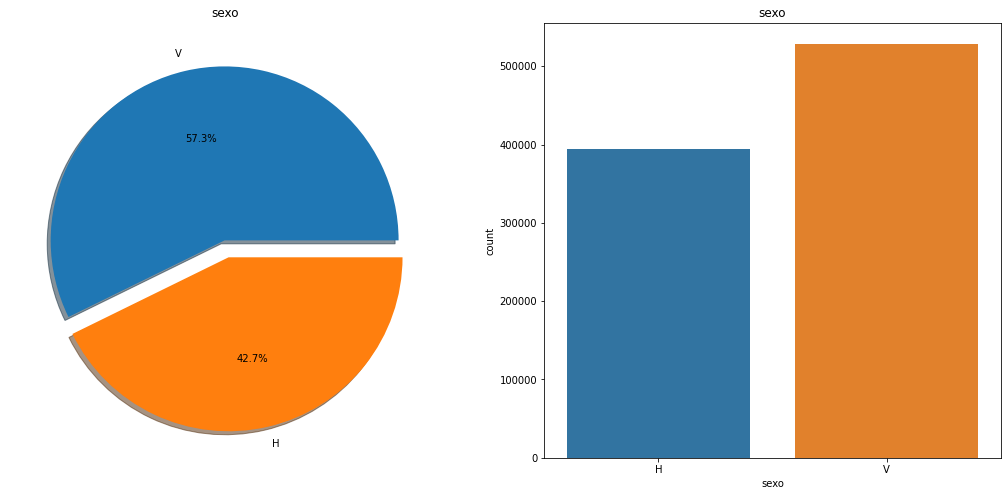 sexo
V
57.3%
42.7%
H
sexo
500000
400000
300000
200000
100000
0
count
H V
sexo